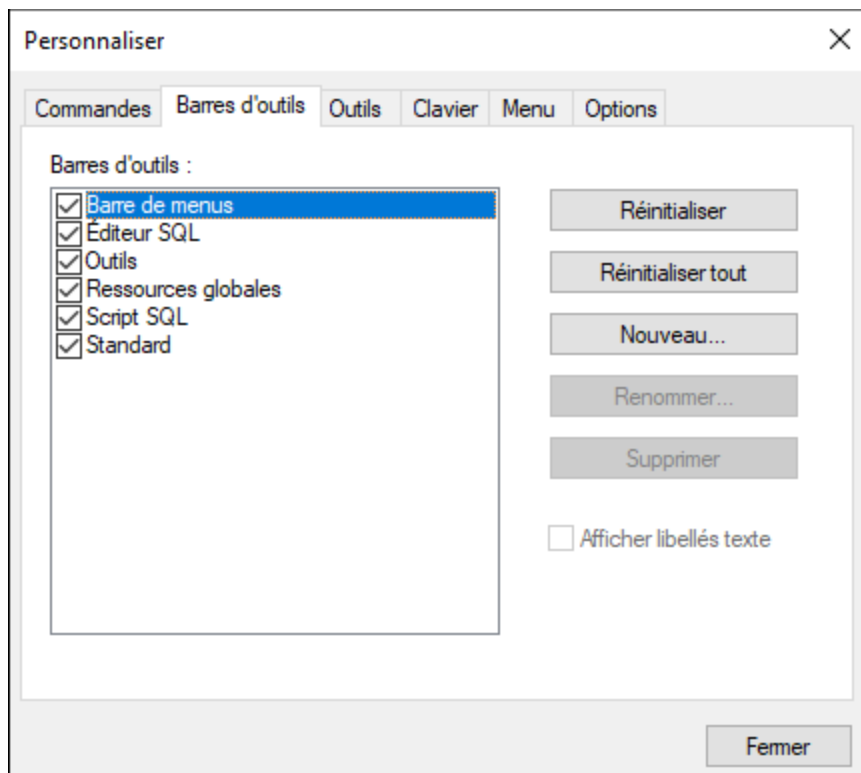 Personnaliser
Commandes Barres d'outils Outils Clavier Menu Options
Barres d'outils :
Barre de menus
Éditeur SQL
Outils
Ressources globales
Script SQL
Standard
Réinitialiser
Réinitialiser tout
Nouveau...
Renommer...
Supprimer
Afficher libellés texte
Fermer